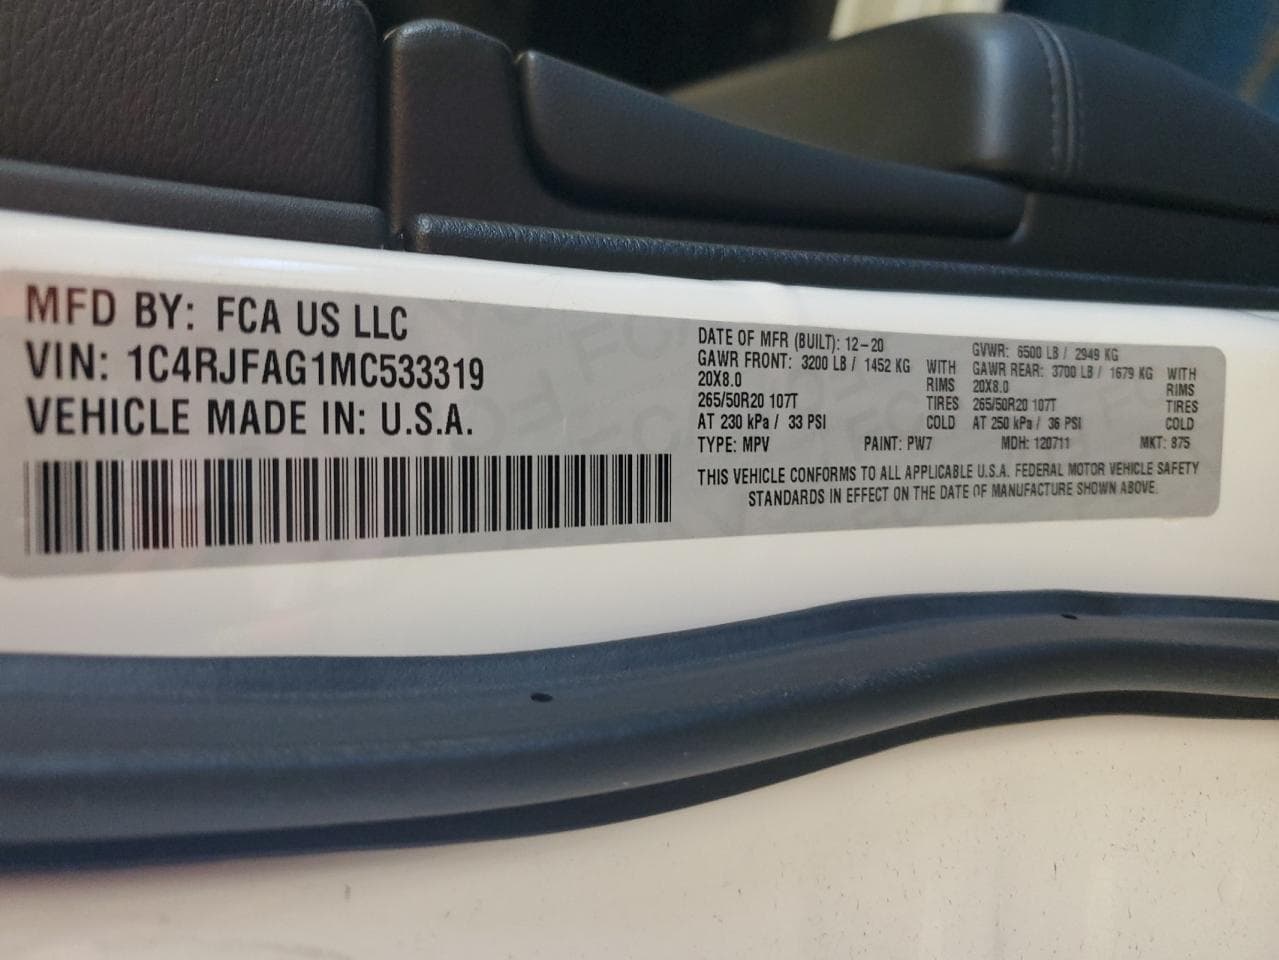 MFD BY: FCA US LLC
VIN: 1C4RJFAG1MC533319
VEHICLE MADE IN: U.S.A.
DATE OF MFR (BUILT): 12-20 GVWR: 6500 LB / 2949 KG
GAWR FRONT: 3200 LB / 1452 KG WITH GAWR REAR: 3700 LB / 1679 KG WITH
20X8.0 RIMS 20X8.0 RIMS
265/50R20 107T TIRES 265/50R20 107T TIRES
AT 230 kPa / 33 PSI COLD AT 250 kPa / 36 PSI COLD
TYPE: MPV PAINT: PW7 MDH: 120711 MKT: 875
THIS VEHICLE CONFORMS TO ALL APPLICABLE U.S.A. FEDERAL MOTOR VEHICLE SAFETY
STANDARDS IN EFFECT ON THE DATE OF MANUFACTURE SHOWN ABOVE.